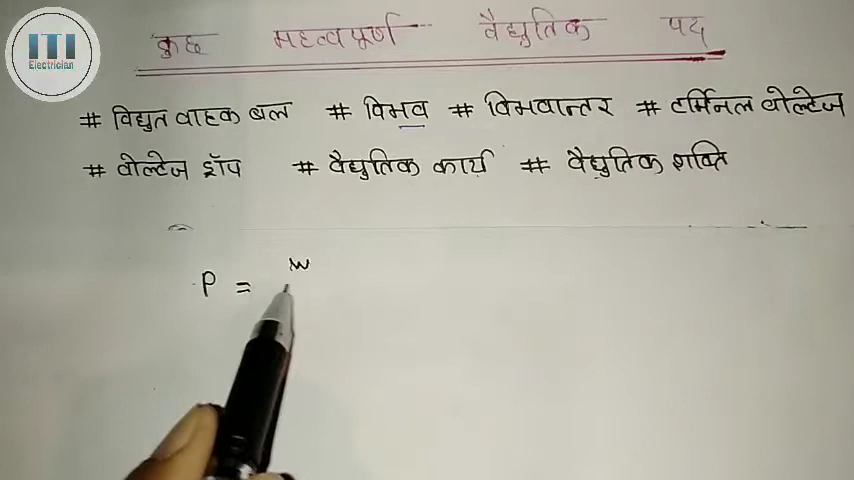 ITI
Electrician
कुछ महत्वपूर्ण वैद्युतिक पद
# विद्युत वाहक बल # विभव # विभवान्तर # टर्मिनल वोल्टेज
# वोल्टेज ड्रॉप # वैद्युतिक कार्य # वैद्युतिक शक्ति
P = W